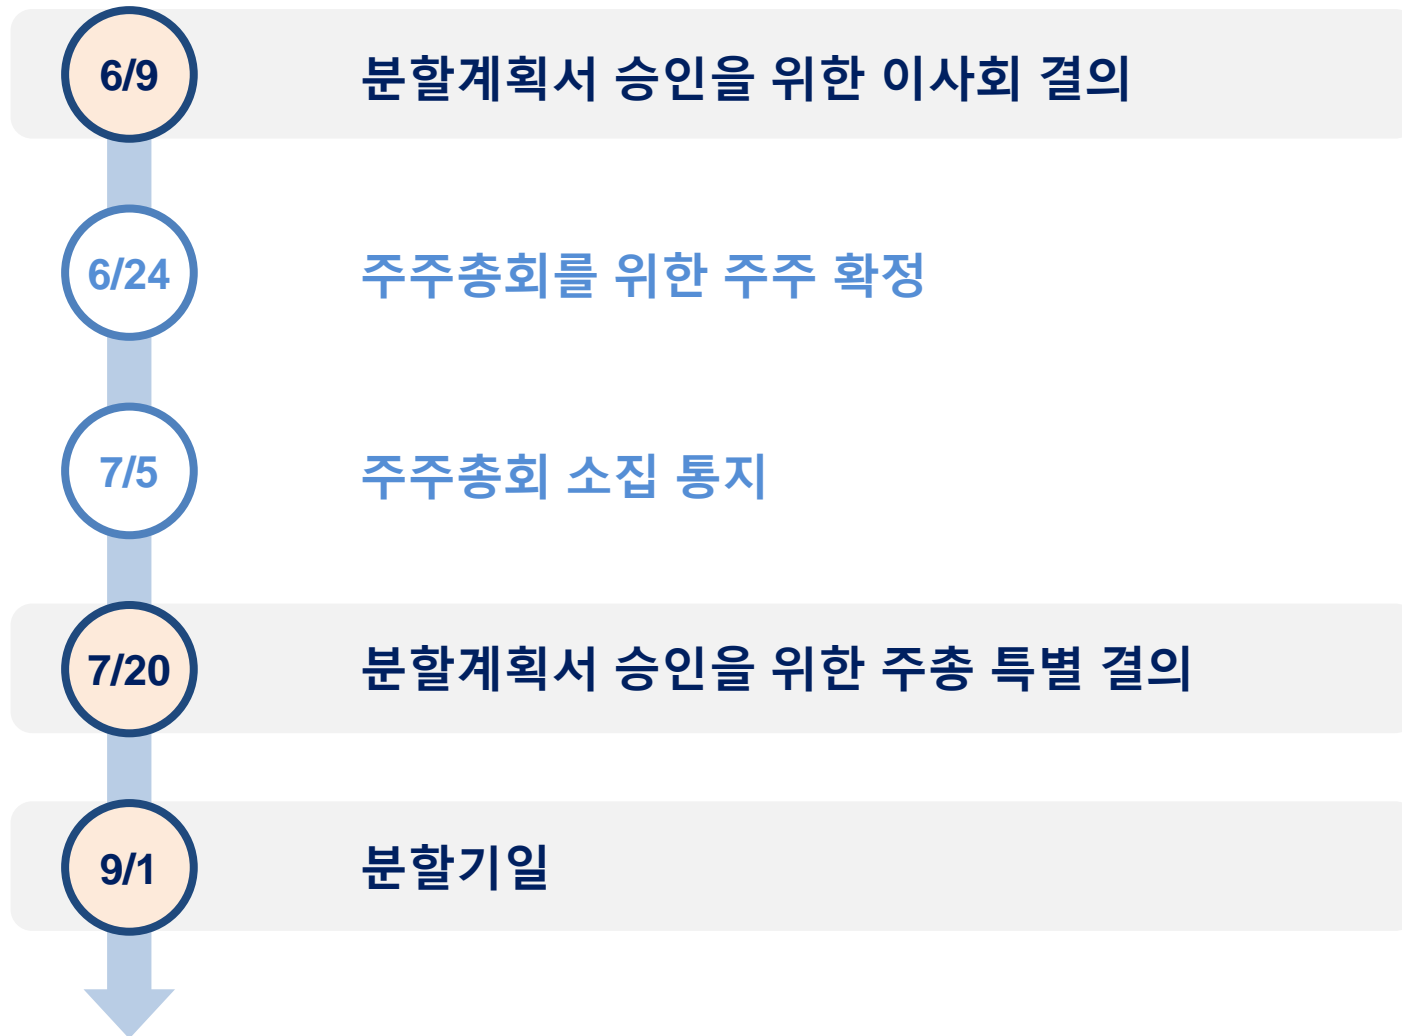 6/9 분할계획서 승인을 위한 이사회 결의
6/24 주주총회를 위한 주주 확정
7/5 주주총회 소집 통지
7/20 분할계획서 승인을 위한 주총 특별 결의
9/1 분할기일